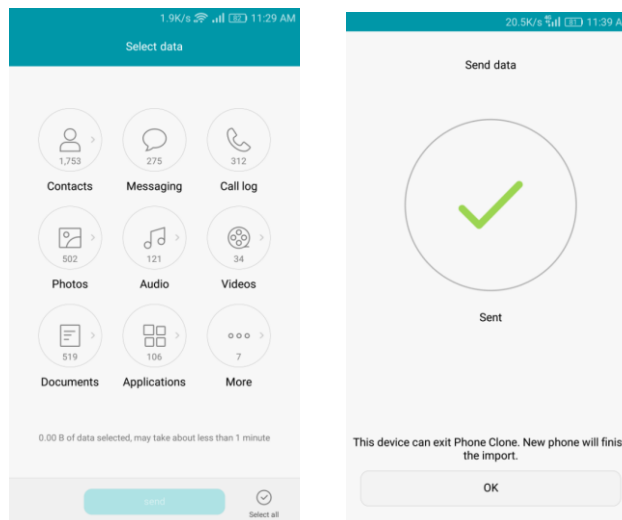 1.9K/s 82 11:29 AM
Select data
1,753
275
312
Contacts
Messaging
Call log
502
121
34
Photos
Audio
Videos
519
106
7
Documents
Applications
More
0.00 B of data selected, may take about less than 1 minute
send
Select all
20.5K/s 81 11:39 A
Send data
Sent
This device can exit Phone Clone. New phone will finis
the import.
OK